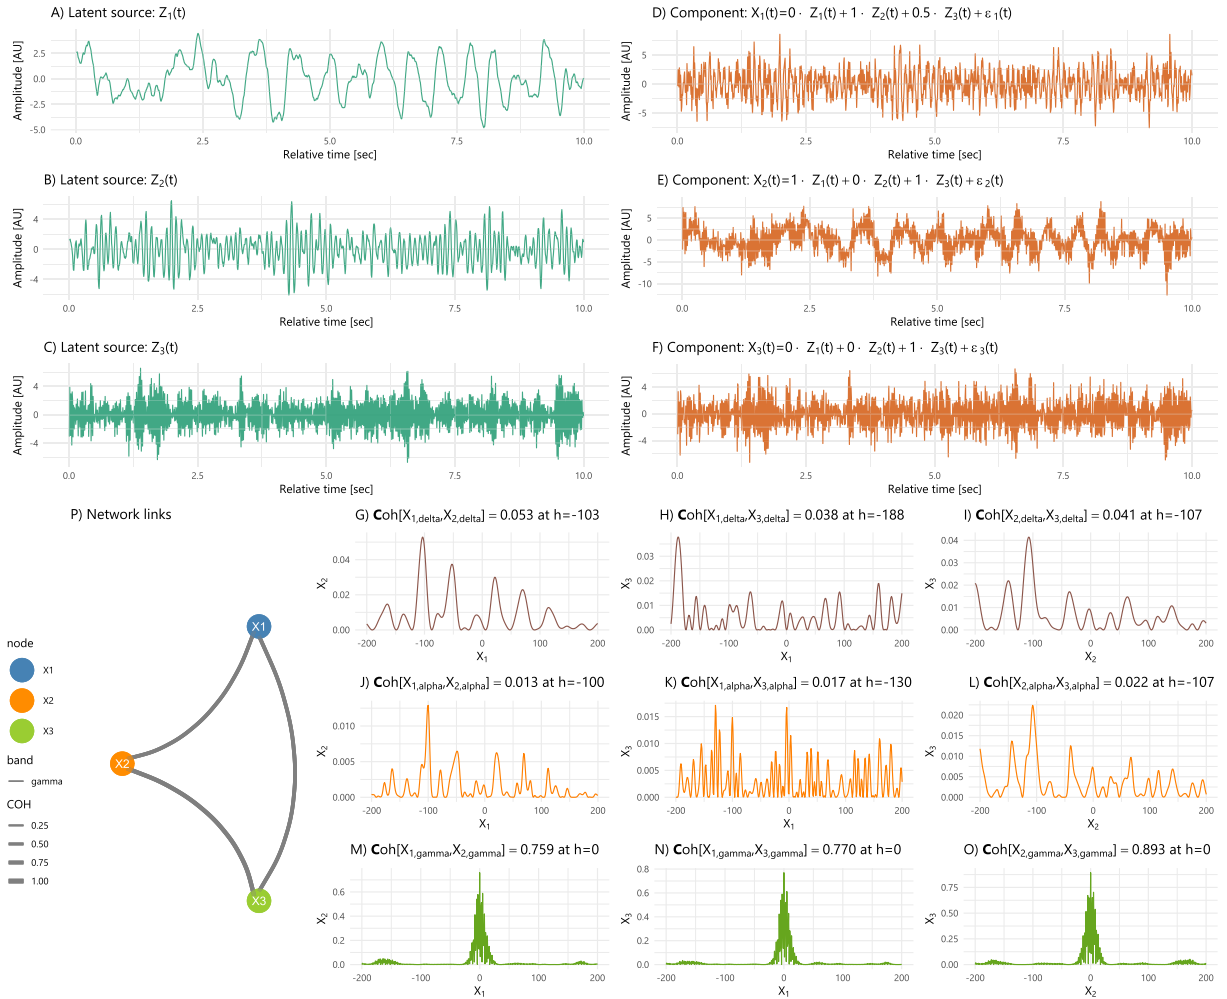 A) Latent source: Z1(t)
Amplitude [AU]
2.5
0.0
-2.5
-5.0
0.0 2.5 5.0 7.5 10.0
Relative time [sec]
D) Component: X1(t)=0 · Z1(t)+1 · Z2(t)+0.5 · Z3(t)+ε1(t)
Amplitude [AU]
5
0
-5
0.0 2.5 5.0 7.5 10.0
Relative time [sec]
B) Latent source: Z2(t)
Amplitude [AU]
4
0
-4
0.0 2.5 5.0 7.5 10.0
Relative time [sec]
E) Component: X2(t)=1 · Z1(t)+0 · Z2(t)+1 · Z3(t)+ε2(t)
Amplitude [AU]
5
0
-5
-10
0.0 2.5 5.0 7.5 10.0
Relative time [sec]
C) Latent source: Z3(t)
Amplitude [AU]
4
0
-4
0.0 2.5 5.0 7.5 10.0
Relative time [sec]
F) Component: X3(t)=0 · Z1(t)+0 · Z2(t)+1 · Z3(t)+ε3(t)
Amplitude [AU]
4
0
-4
0.0 2.5 5.0 7.5 10.0
Relative time [sec]
P) Network links
X1
X2
X3
node
X1
X2
X3
band
gamma
COH
0.25
0.50
0.75
1.00
G) Coh[X1,delta,X2,delta] = 0.053 at h=-103
X2
0.04
0.02
0.00
-200 -100 0 100 200
X1
H) Coh[X1,delta,X3,delta] = 0.038 at h=-188
X3
0.03
0.02
0.01
0.00
-200 -100 0 100 200
X1
I) Coh[X2,delta,X3,delta] = 0.041 at h=-107
X3
0.04
0.03
0.02
0.01
0.00
-200 -100 0 100 200
X2
J) Coh[X1,alpha,X2,alpha] = 0.013 at h=-100
X2
0.010
0.005
0.000
-200 -100 0 100 200
X1
K) Coh[X1,alpha,X3,alpha] = 0.017 at h=-130
X3
0.015
0.010
0.005
0.000
-200 -100 0 100 200
X1
L) Coh[X2,alpha,X3,alpha] = 0.022 at h=-107
X3
0.020
0.015
0.010
0.005
0.000
-200 -100 0 100 200
X2
M) Coh[X1,gamma,X2,gamma] = 0.759 at h=0
X2
0.6
0.4
0.2
0.0
-200 -100 0 100 200
X1
N) Coh[X1,gamma,X3,gamma] = 0.770 at h=0
X3
0.8
0.6
0.4
0.2
0.0
-200 -100 0 100 200
X1
O) Coh[X2,gamma,X3,gamma] = 0.893 at h=0
X3
0.75
0.50
0.25
0.00
-200 -100 0 100 200
X2